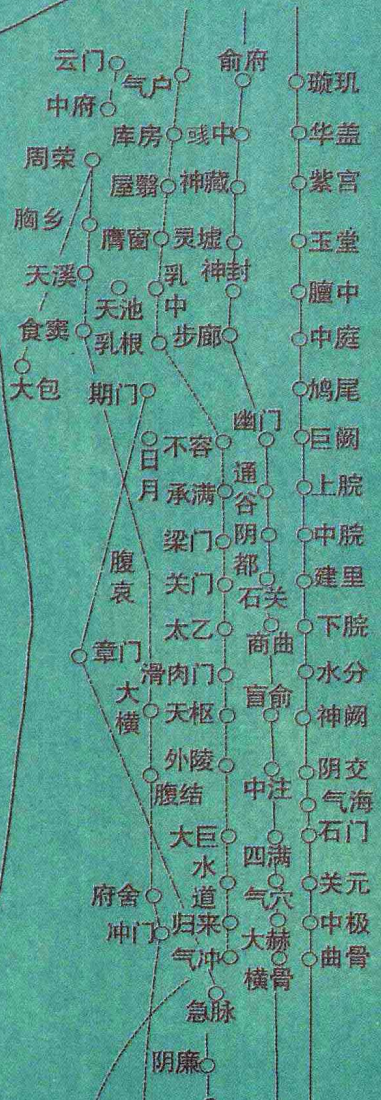 云门
气户
俞府
璇玑
中府
库房
彧中
华盖
周荣
屋翳
神藏
紫宫
胸乡
膺窗
灵墟
玉堂
天溪
天池
乳中
神封
膻中
食窦
乳根
步廊
中庭
大包
期门
鸠尾
幽门
日月
不容
巨阙
承满
通谷
上脘
梁门
阴都
中脘
腹哀
关门
石关
建里
太乙
商曲
下脘
章门
滑肉门
水分
大横
天枢
盲俞
神阙
外陵
中注
阴交
腹结
气海
大巨
四满
石门
水道
气穴
关元
府舍
归来
大赫
中极
冲门
气冲
横骨
曲骨
急脉
阴廉